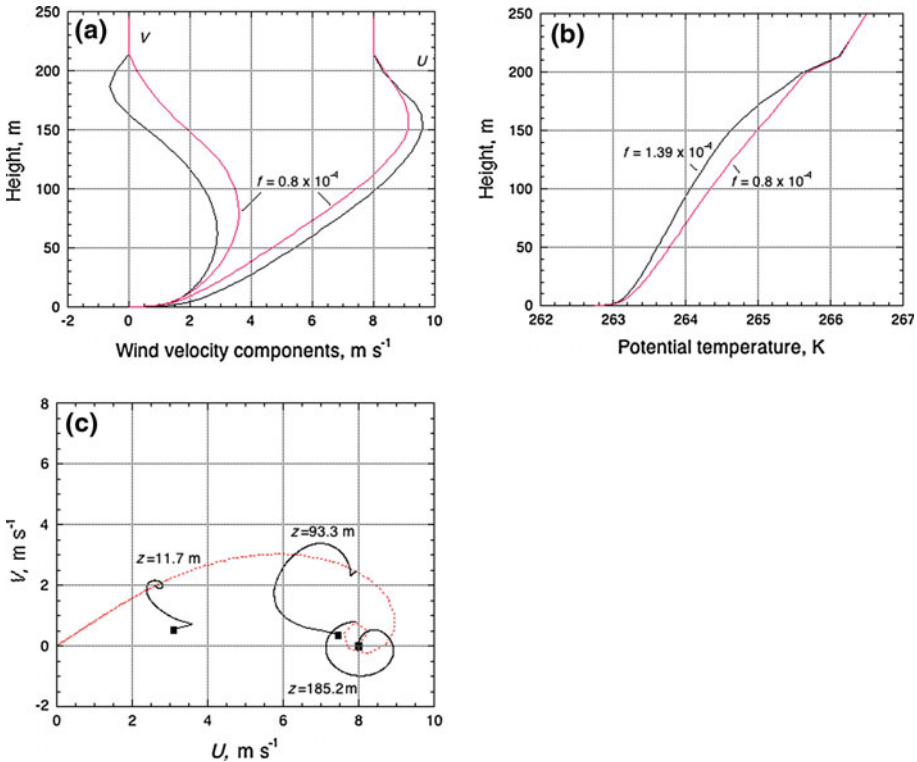 (a)
V
U
f = 0.8 x 10⁻⁴
Height, m
250
200
150
100
50
0
-2 0 2 4 6 8 10
Wind velocity components, m s⁻¹
(b)
f = 1.39 x 10⁻⁴
f = 0.8 x 10⁻⁴
Height, m
250
200
150
100
50
0
262 263 264 265 266 267
Potential temperature, K
(c)
z=11.7 m
z=93.3 m
z=185.2m
V, m s⁻¹
8
6
4
2
0
-2
0 2 4 6 8 10
U, m s⁻¹